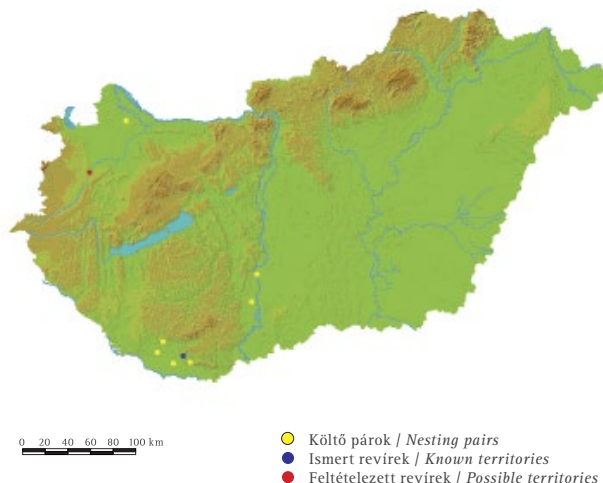 0 20 40 60 80 100 km
Költő párok / Nesting pairs
Ismert revírek / Known territories
Feltételezett revírek / Possible territories